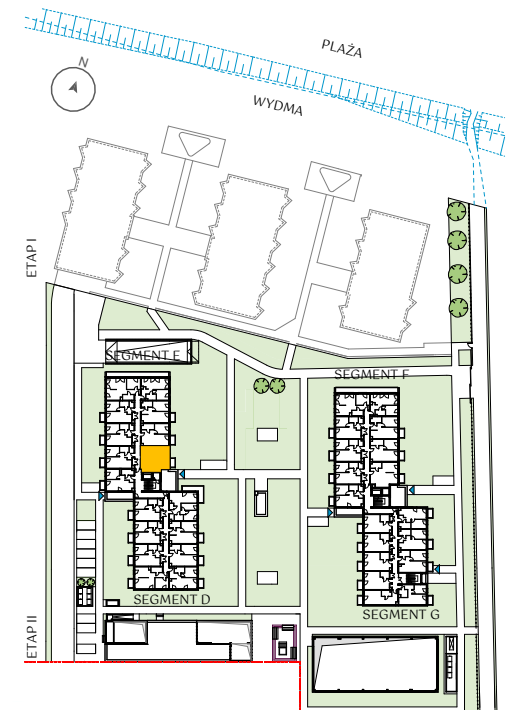 PLAŻA
N
WYDMA
ETAP I
SEGMENT E
SEGMENT F
SEGMENT D
SEGMENT G
ETAP II